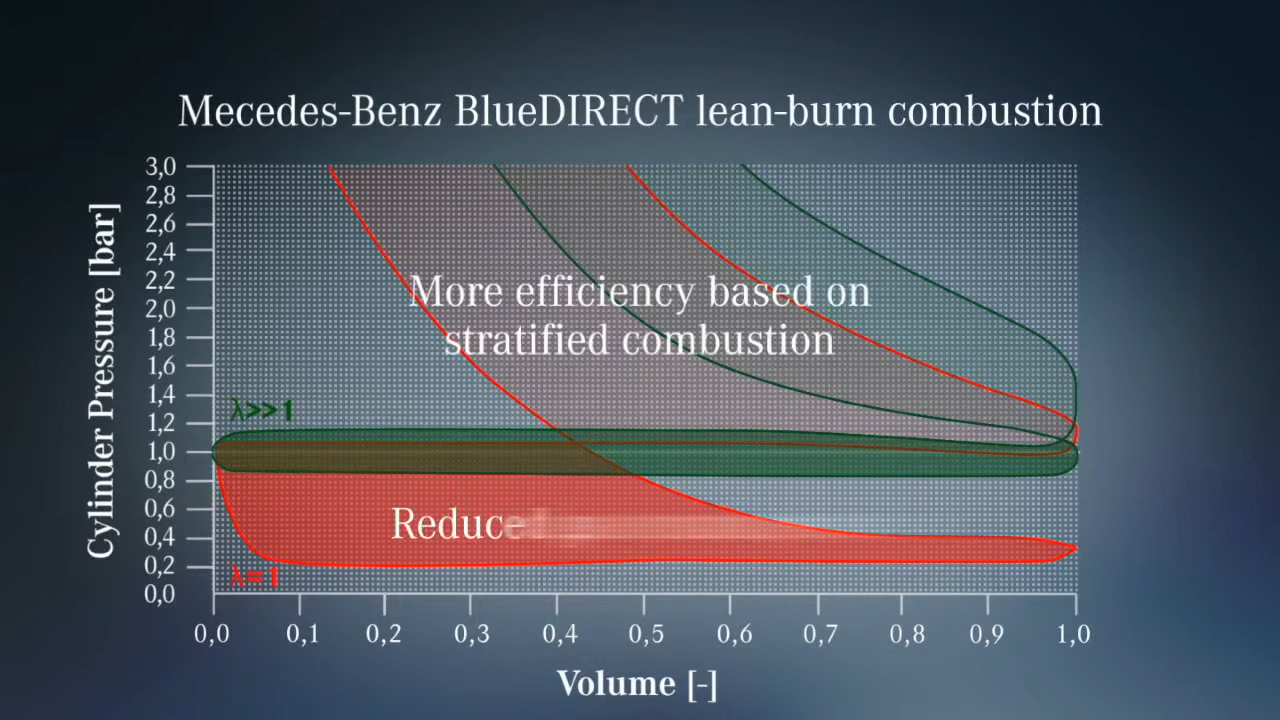 Mecedes-Benz BlueDIRECT lean-burn combustion
Cylinder Pressure [bar]
3,0
2,8
2,6
2,4
2,2
2,0
1,8
1,6
1,4
1,2
1,0
0,8
0,6
0,4
0,2
0,0
More efficiency based on
stratified combustion
λ>>1
Reduced
λ=1
0,0 0,1 0,2 0,3 0,4 0,5 0,6 0,7 0,8 0,9 1,0
Volume [-]